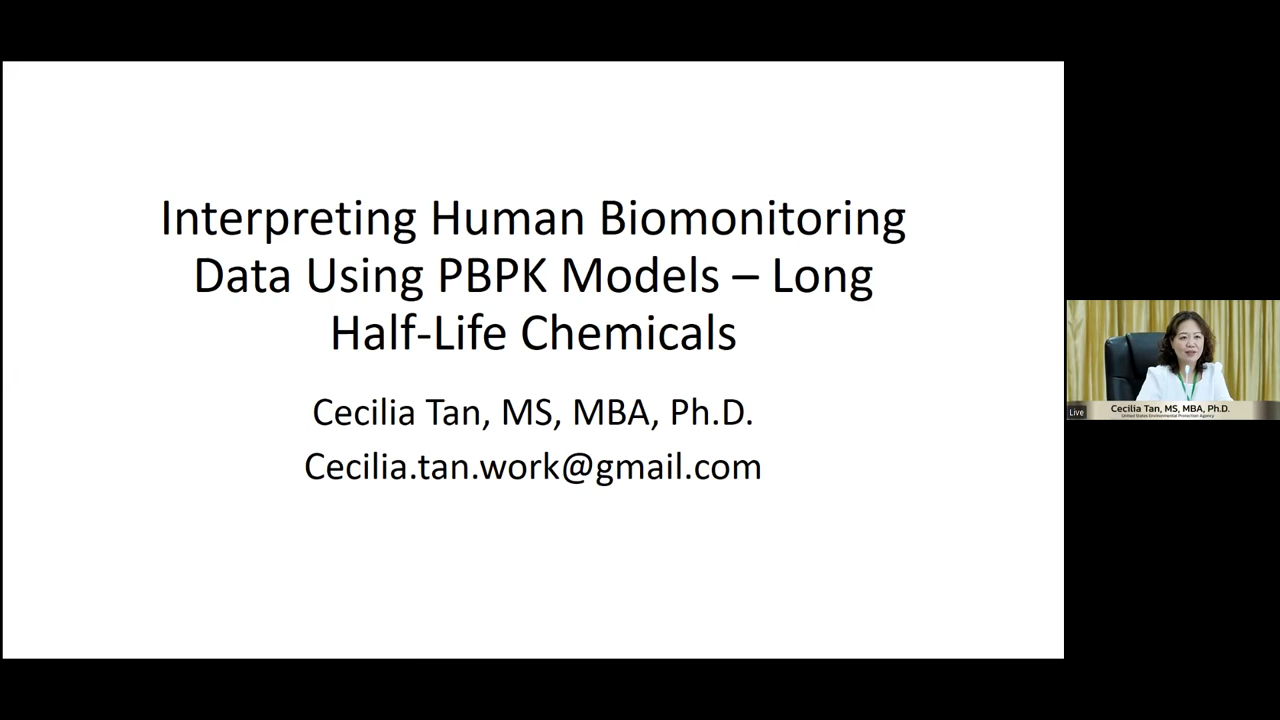 Interpreting Human Biomonitoring
Data Using PBPK Models – Long
Half-Life Chemicals
Cecilia Tan, MS, MBA, Ph.D.
Cecilia.tan.work@gmail.com
Live
Cecilia Tan, MS, MBA, Ph.D.
United States Environmental Protection Agency